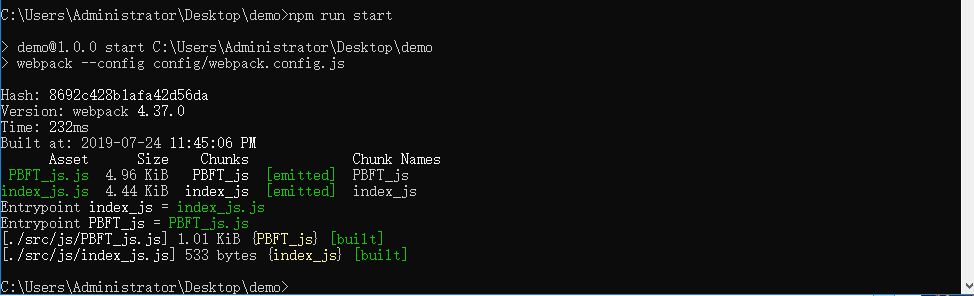 C:\Users\Administrator\Desktop\demo>npm run start
> demo@1.0.0 start C:\Users\Administrator\Desktop\demo
> webpack --config config/webpack.config.js
Hash: 8692c428b1afa42d56da
Version: webpack 4.37.0
Time: 232ms
Built at: 2019-07-24 11:45:06 PM
Asset Size Chunks Chunk Names
PBFT_js.js 4.96 KiB PBFT_js [emitted] PBFT_js
index_js.js 4.44 KiB index_js [emitted] index_js
Entrypoint index_js = index_js.js
Entrypoint PBFT_js = PBFT_js.js
[./src/js/PBFT_js.js] 1.01 KiB {PBFT_js} [built]
[./src/js/index_js.js] 533 bytes {index_js} [built]
C:\Users\Administrator\Desktop\demo>